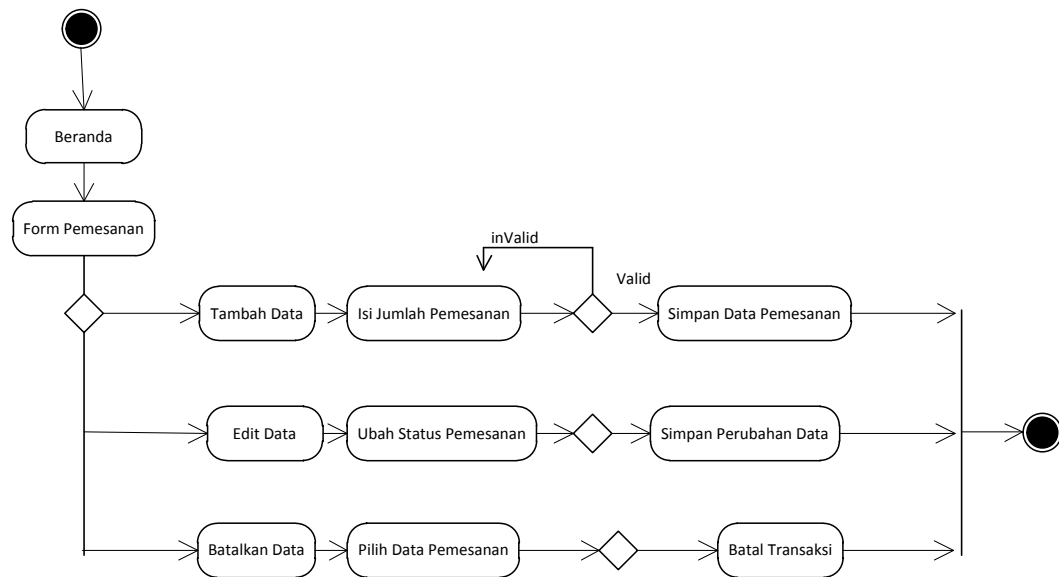 Beranda
Form Pemesanan
inValid
Valid
Tambah Data
Isi Jumlah Pemesanan
Simpan Data Pemesanan
Edit Data
Ubah Status Pemesanan
Simpan Perubahan Data
Batalkan Data
Pilih Data Pemesanan
Batal Transaksi